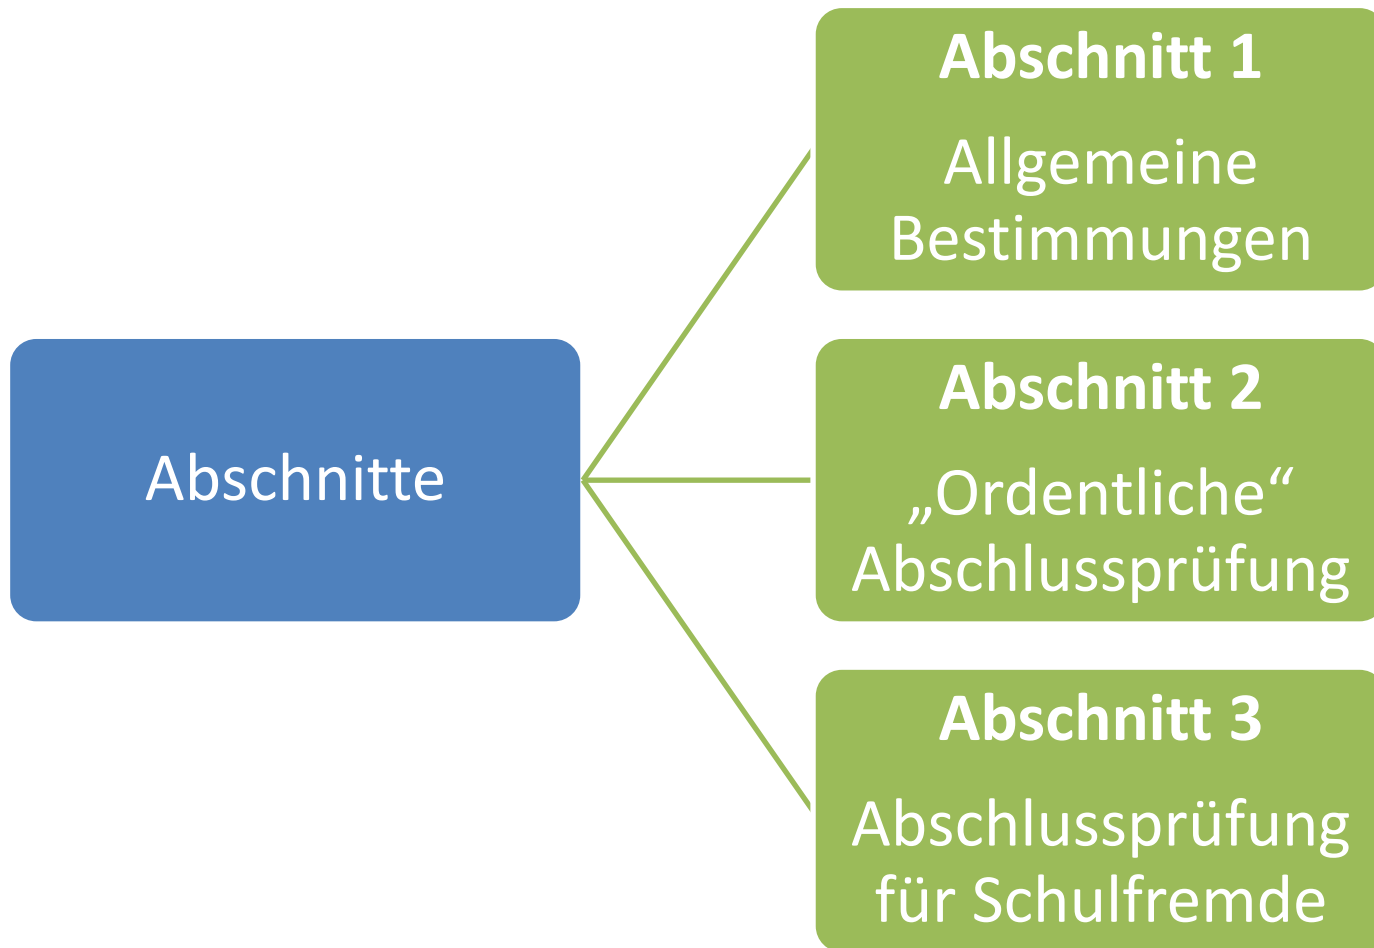 Abschnitte
Abschnitt 1
Allgemeine
Bestimmungen
Abschnitt 2
„Ordentliche“
Abschlussprüfung
Abschnitt 3
Abschlussprüfung
für Schulfremde